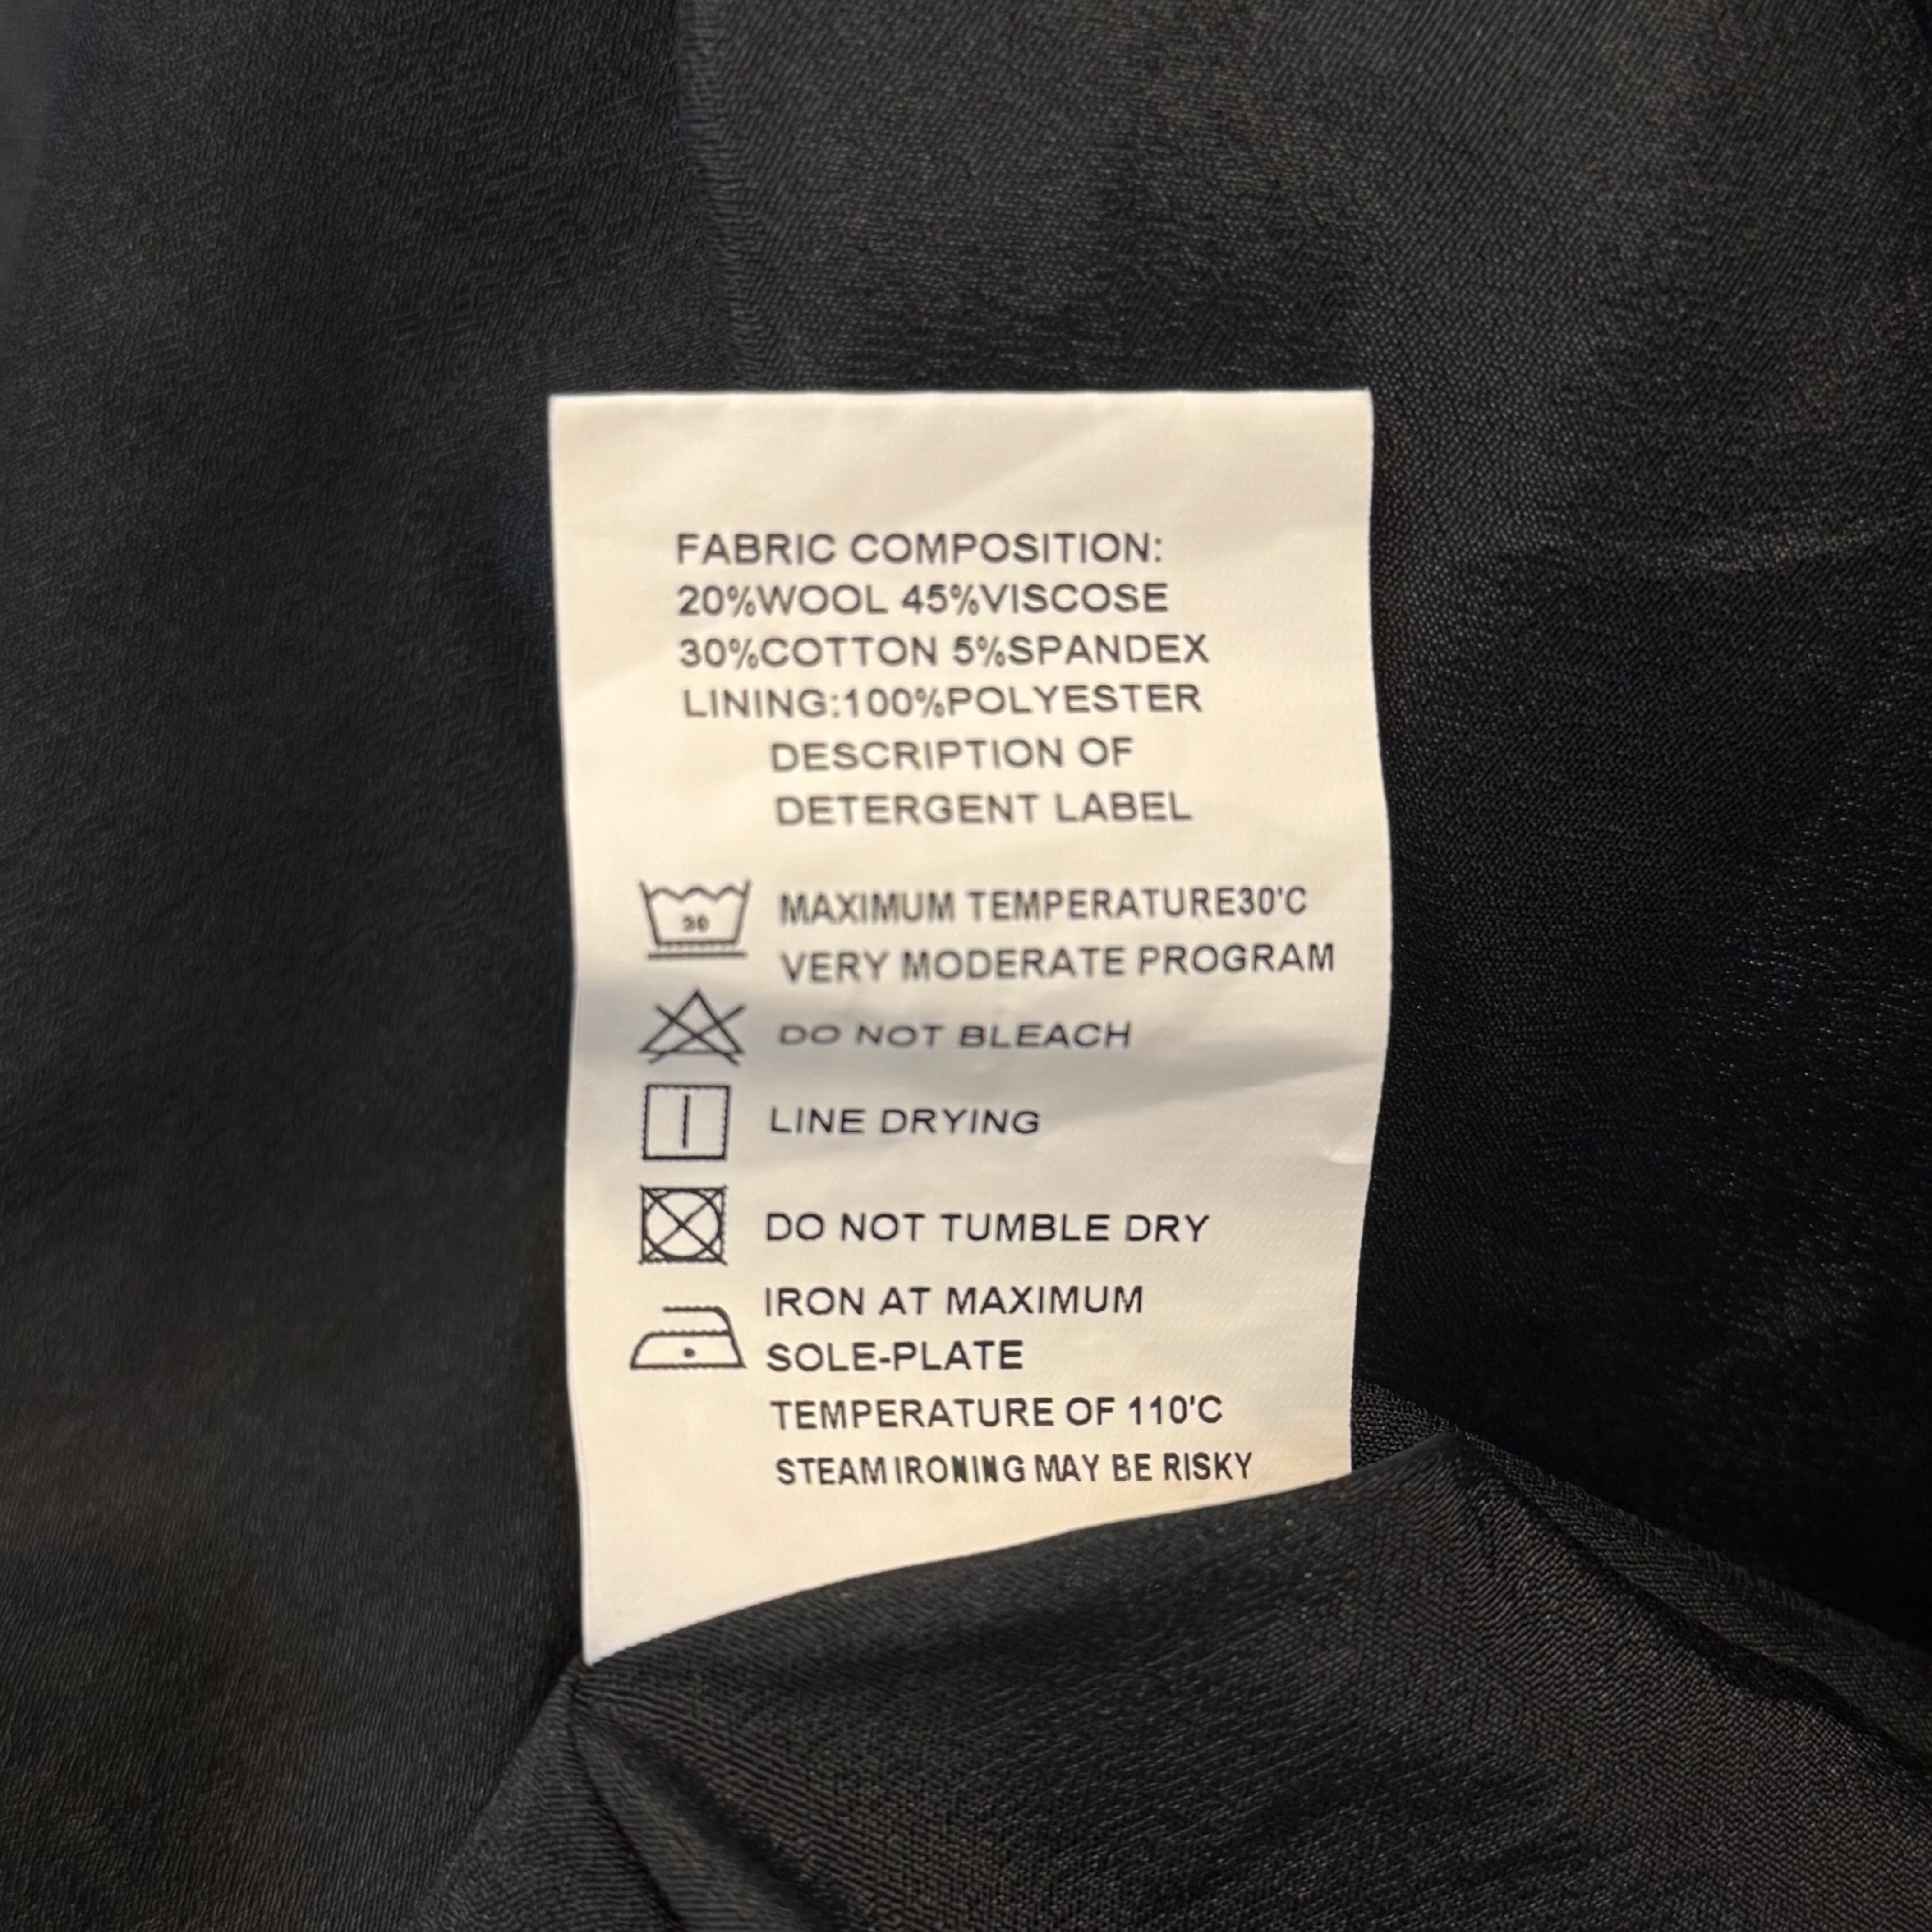 FABRIC COMPOSITION:
20%WOOL 45%VISCOSE
30%COTTON 5%SPANDEX
LINING:100%POLYESTER
DESCRIPTION OF
DETERGENT LABEL
30
MAXIMUM TEMPERATURE30'C
VERY MODERATE PROGRAM
DO NOT BLEACH
LINE DRYING
DO NOT TUMBLE DRY
IRON AT MAXIMUM
SOLE-PLATE
TEMPERATURE OF 110'C
STEAM IRONING MAY BE RISKY